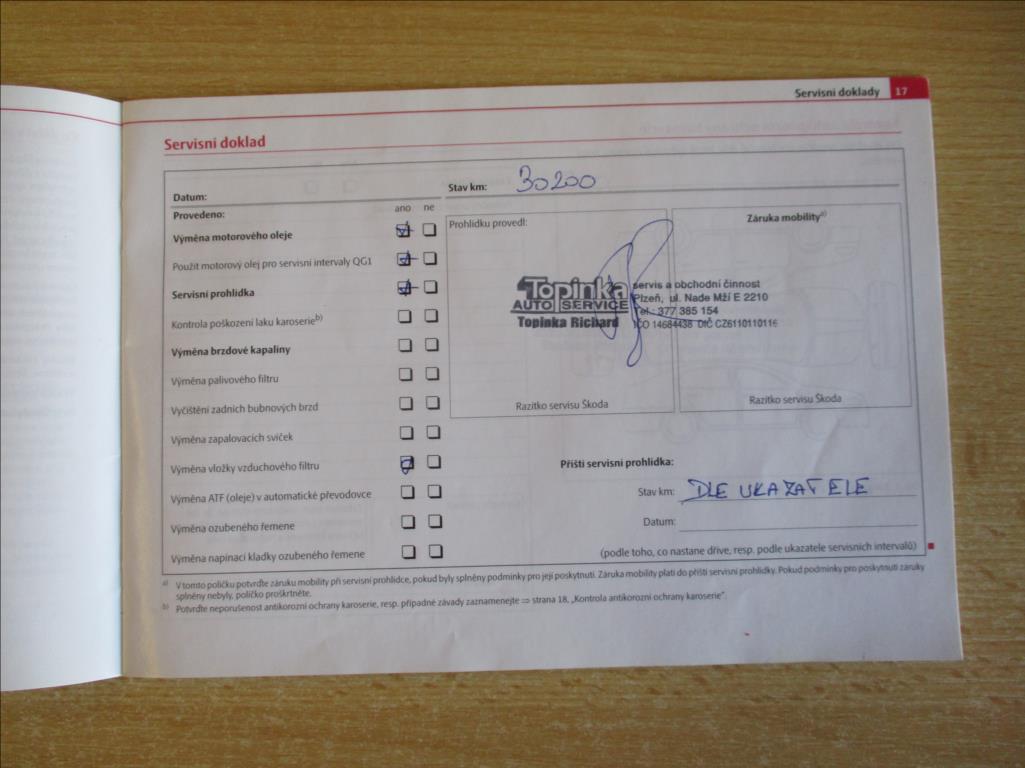 Servisní doklady 17
Servisní doklad
Datum:
Stav km: 30200
Provedeno:
ano ne
Výměna motorového oleje
Použit motorový olej pro servisní intervaly QG1
Servisní prohlídka
Kontrola poškození laku karoserie b)
Výměna brzdové kapaliny
Výměna palivového filtru
Vyčištění zadních bubnových brzd
Výměna zapalovacích svíček
Výměna vložky vzduchového filtru
Výměna ATF (oleje) v automatické převodovce
Výměna ozubeného řemene
Výměna napínací kladky ozubeného řemene
Prohlídku provedl:
Topinka
AUTO SERVICE
Topinka Richard
servis a obchodní činnost
Plzeň, ul. Nade Mží E 2210
Tel.: 377 385 154
IČO 14684438 DIČ CZ6110110116
Razítko servisu Škoda
Záruka mobility a)
Razítko servisu Škoda
Příští servisní prohlídka:
Stav km: DLE UKAZATELE
Datum:
(podle toho, co nastane dříve, resp. podle ukazatele servisních intervalů)
a) V tomto políčku potvrďte záruku mobility při servisní prohlídce, pokud byly splněny podmínky pro její poskytnutí. Záruka mobility platí do příští servisní prohlídky. Pokud podmínky pro poskytnutí záruky
splněny nebyly, políčko proškrtněte.
b) Potvrďte neporušenost antikorozní ochrany karoserie, resp. případné závady zaznamenejte ⇒ strana 18, „Kontrola antikorozní ochrany karoserie“.